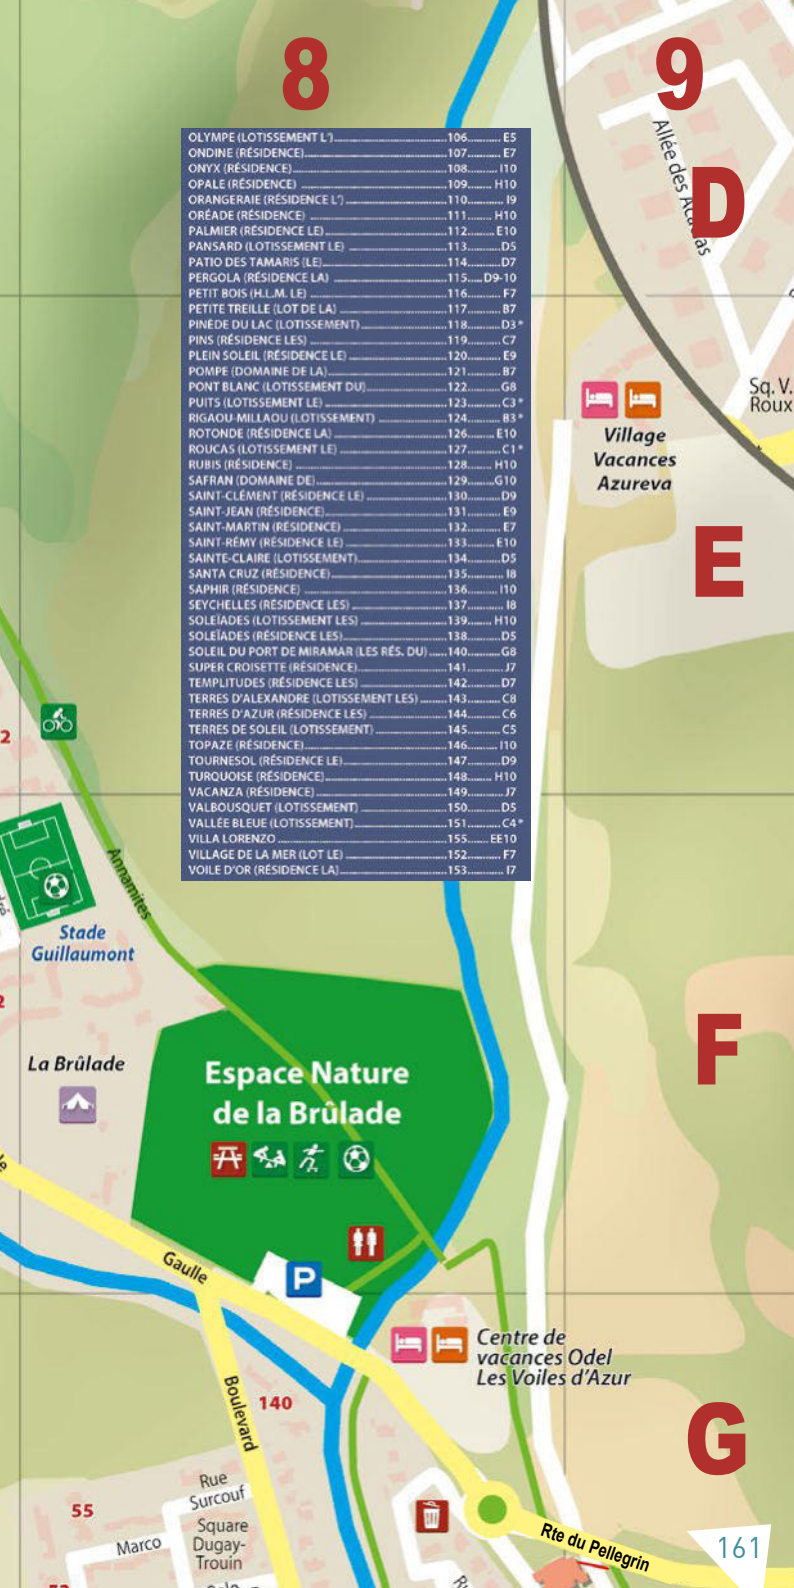 8
9
OLYMPE (LOTISSEMENT L')...106...E5
ONDINE (RÉSIDENCE)...107...E7
ONYX (RÉSIDENCE)...108...I10
OPALE (RÉSIDENCE)...109...H10
ORANGERAIE (RÉSIDENCE L')...110...I9
ORÉADE (RÉSIDENCE)...111...H10
PALMIER (RÉSIDENCE LE)...112...E10
PANSARD (LOTISSEMENT LE)...113...D5
PATIO DES TAMARIS (LE)...114...D7
PERGOLA (RÉSIDENCE LA)...115...D9-10
PETIT BOIS (H.L.M. LE)...116...F7
PETITE TREILLE (LOT DE LA)...117...B7
PINÈDE DU LAC (LOTISSEMENT)...118...D3*
PINS (RÉSIDENCE LES)...119...C7
PLEIN SOLEIL (RÉSIDENCE LE)...120...E9
POMPE (DOMAINE DE LA)...121...B7
PONT BLANC (LOTISSEMENT DU)...122...G8
PUITS (LOTISSEMENT LE)...123...C3*
RIGAOU-MILLAOU (LOTISSEMENT)...124...B3*
ROTONDE (RÉSIDENCE LA)...126...E10
ROUCAS (LOTISSEMENT LE)...127...C1*
RUBIS (RÉSIDENCE)...128...H10
SAFRAN (DOMAINE DE)...129...G10
SAINT-CLÉMENT (RÉSIDENCE LE)...130...D9
SAINT-JEAN (RÉSIDENCE)...131...E9
SAINT-MARTIN (RÉSIDENCE)...132...E7
SAINT-RÉMY (RÉSIDENCE LE)...133...E10
SAINTE-CLAIRE (LOTISSEMENT)...134...D5
SANTA CRUZ (RÉSIDENCE)...135...I8
SAPHIR (RÉSIDENCE)...136...I10
SEYCHELLES (RÉSIDENCE LES)...137...I8
SOLEÏADES (LOTISSEMENT LES)...139...H10
SOLEÏADES (RÉSIDENCE LES)...138...D5
SOLEIL DU PORT DE MIRAMAR (LES RÉS. DU)...140...G8
SUPER CROISETTE (RÉSIDENCE)...141...J7
TEMPLITUDES (RÉSIDENCE LES)...142...D7
TERRES D'ALEXANDRE (LOTISSEMENT LES)...143...C8
TERRES D'AZUR (RÉSIDENCE LES)...144...C6
TERRES DE SOLEIL (LOTISSEMENT)...145...C5
TOPAZE (RÉSIDENCE)...146...I10
TOURNESOL (RÉSIDENCE LE)...147...D9
TURQUOISE (RÉSIDENCE)...148...H10
VACANZA (RÉSIDENCE)...149...J7
VALBOUSQUET (LOTISSEMENT)...150...D5
VALLÉE BLEUE (LOTISSEMENT)...151...C4*
VILLA LORENZO...155...EE10
VILLAGE DE LA MER (LOT LE)...152...F7
VOILE D'OR (RÉSIDENCE LA)...153...I7
Allée des Acacias
D
Sq. V.
Roux
Village
Vacances
Azureva
E
2
Annamites
Stade
Guillaumont
2
La Brûlade
F
Espace Nature
de la Brûlade
Gaulle
P
Centre de
vacances Odel
Les Voiles d'Azur
Boulevard
140
G
55
Rue
Surcouf
Marco
Square
Dugay-
Trouin
Rte du Pellegrin
161